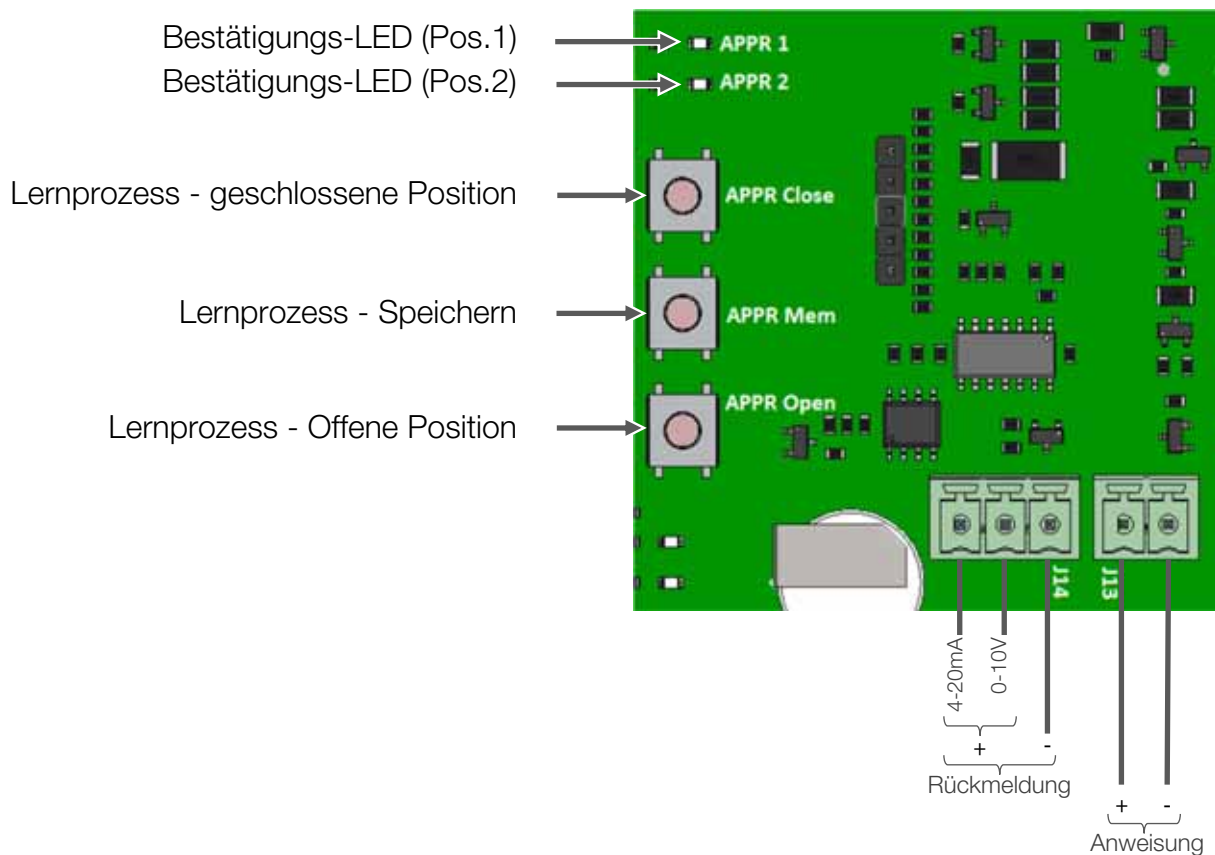 Bestätigungs-LED (Pos.1)
APPR 1
Bestätigungs-LED (Pos.2)
APPR 2
Lernprozess - geschlossene Position
APPR Close
Lernprozess - Speichern
APPR Mem
Lernprozess - Offene Position
APPR Open
J14
J13
4-20mA
0-10V
+ -
Rückmeldung
+ -
Anweisung